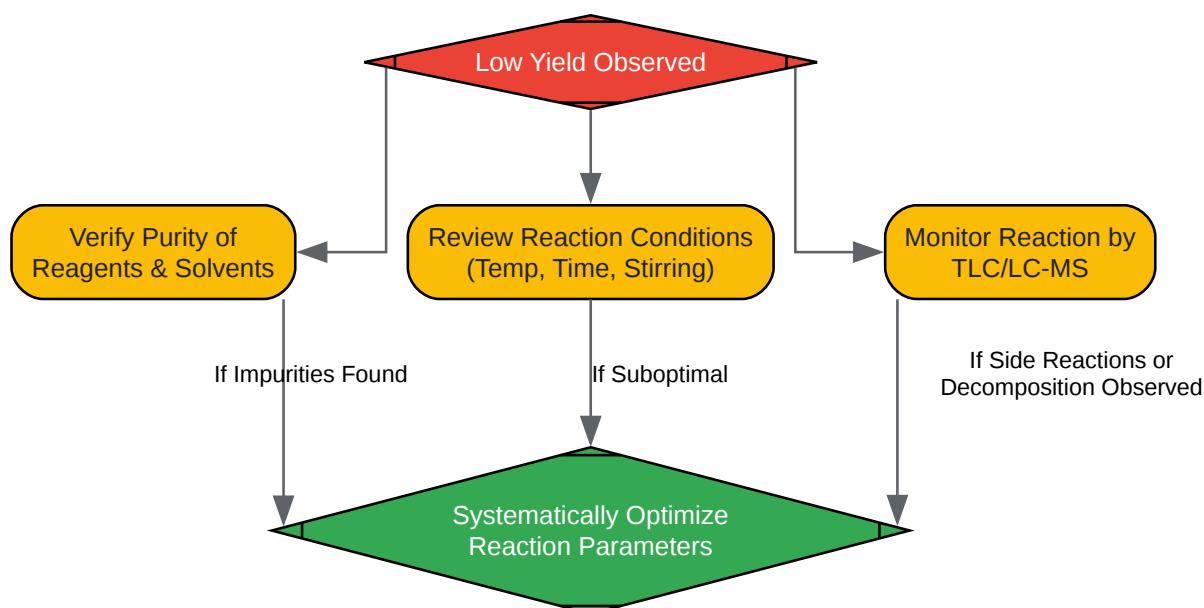 Low Yield Observed
Verify Purity of
Reagents & Solvents
Review Reaction Conditions
(Temp, Time, Stirring)
Monitor Reaction by
TLC/LC-MS
If Impurities Found
If Suboptimal
If Side Reactions or
Decomposition Observed
Systematically Optimize
Reaction Parameters